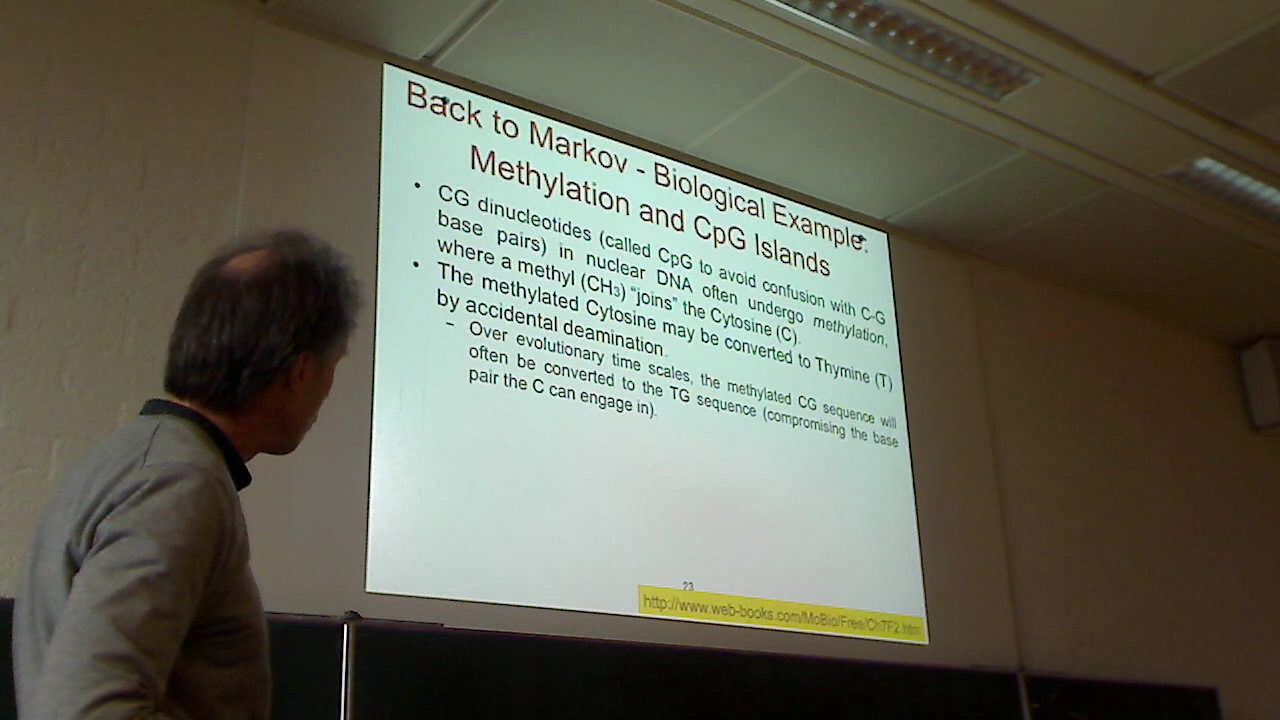 Back to Markov - Biological Example:
Methylation and CpG Islands
• CG dinucleotides (called CpG to avoid confusion with C-G
base pairs) in nuclear DNA often undergo methylation,
where a methyl (CH3) "joins" the Cytosine (C).
• The methylated Cytosine may be converted to Thymine (T)
by accidental deamination.
– Over evolutionary time scales, the methylated CG sequence will
often be converted to the TG sequence (compromising the base
pair the C can engage in).
23
http://www.web-books.com/MoBio/Free/Ch7F2.htm